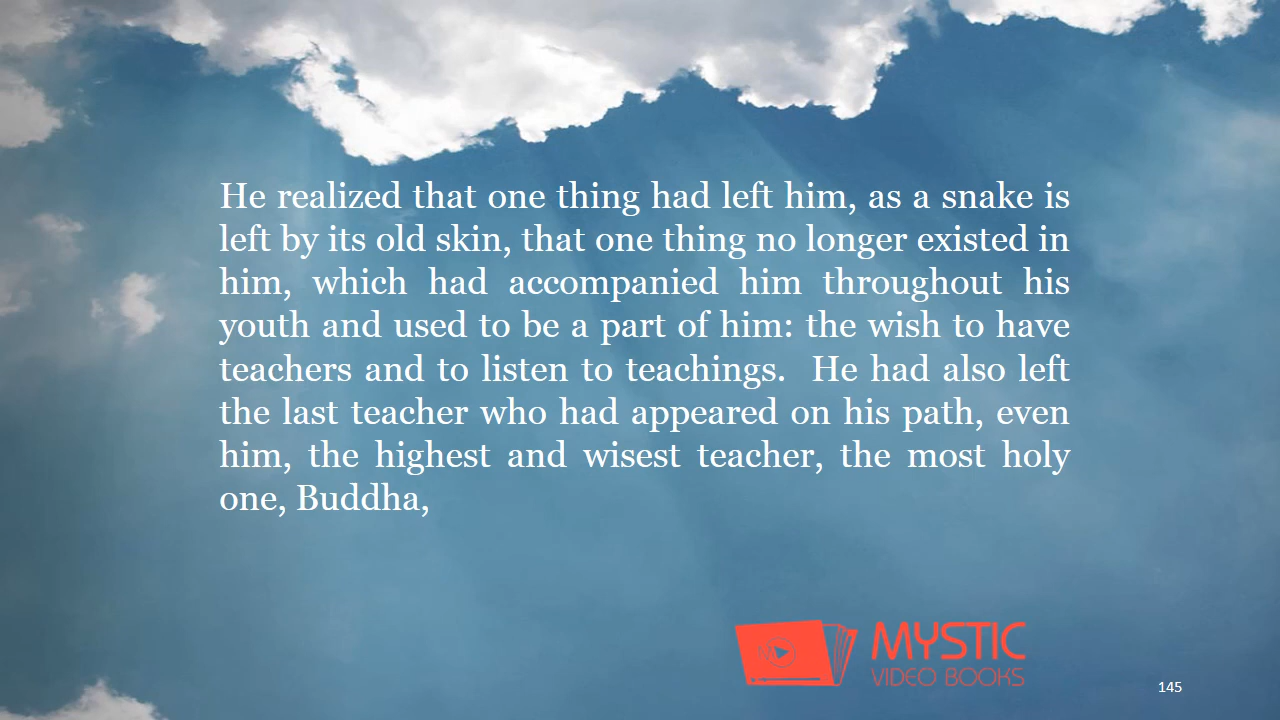 He realized that one thing had left him, as a snake is
left by its old skin, that one thing no longer existed in
him, which had accompanied him throughout his
youth and used to be a part of him: the wish to have
teachers and to listen to teachings.  He had also left
the last teacher who had appeared on his path, even
him, the highest and wisest teacher, the most holy
one, Buddha,
MYSTIC
VIDEO BOOKS
145